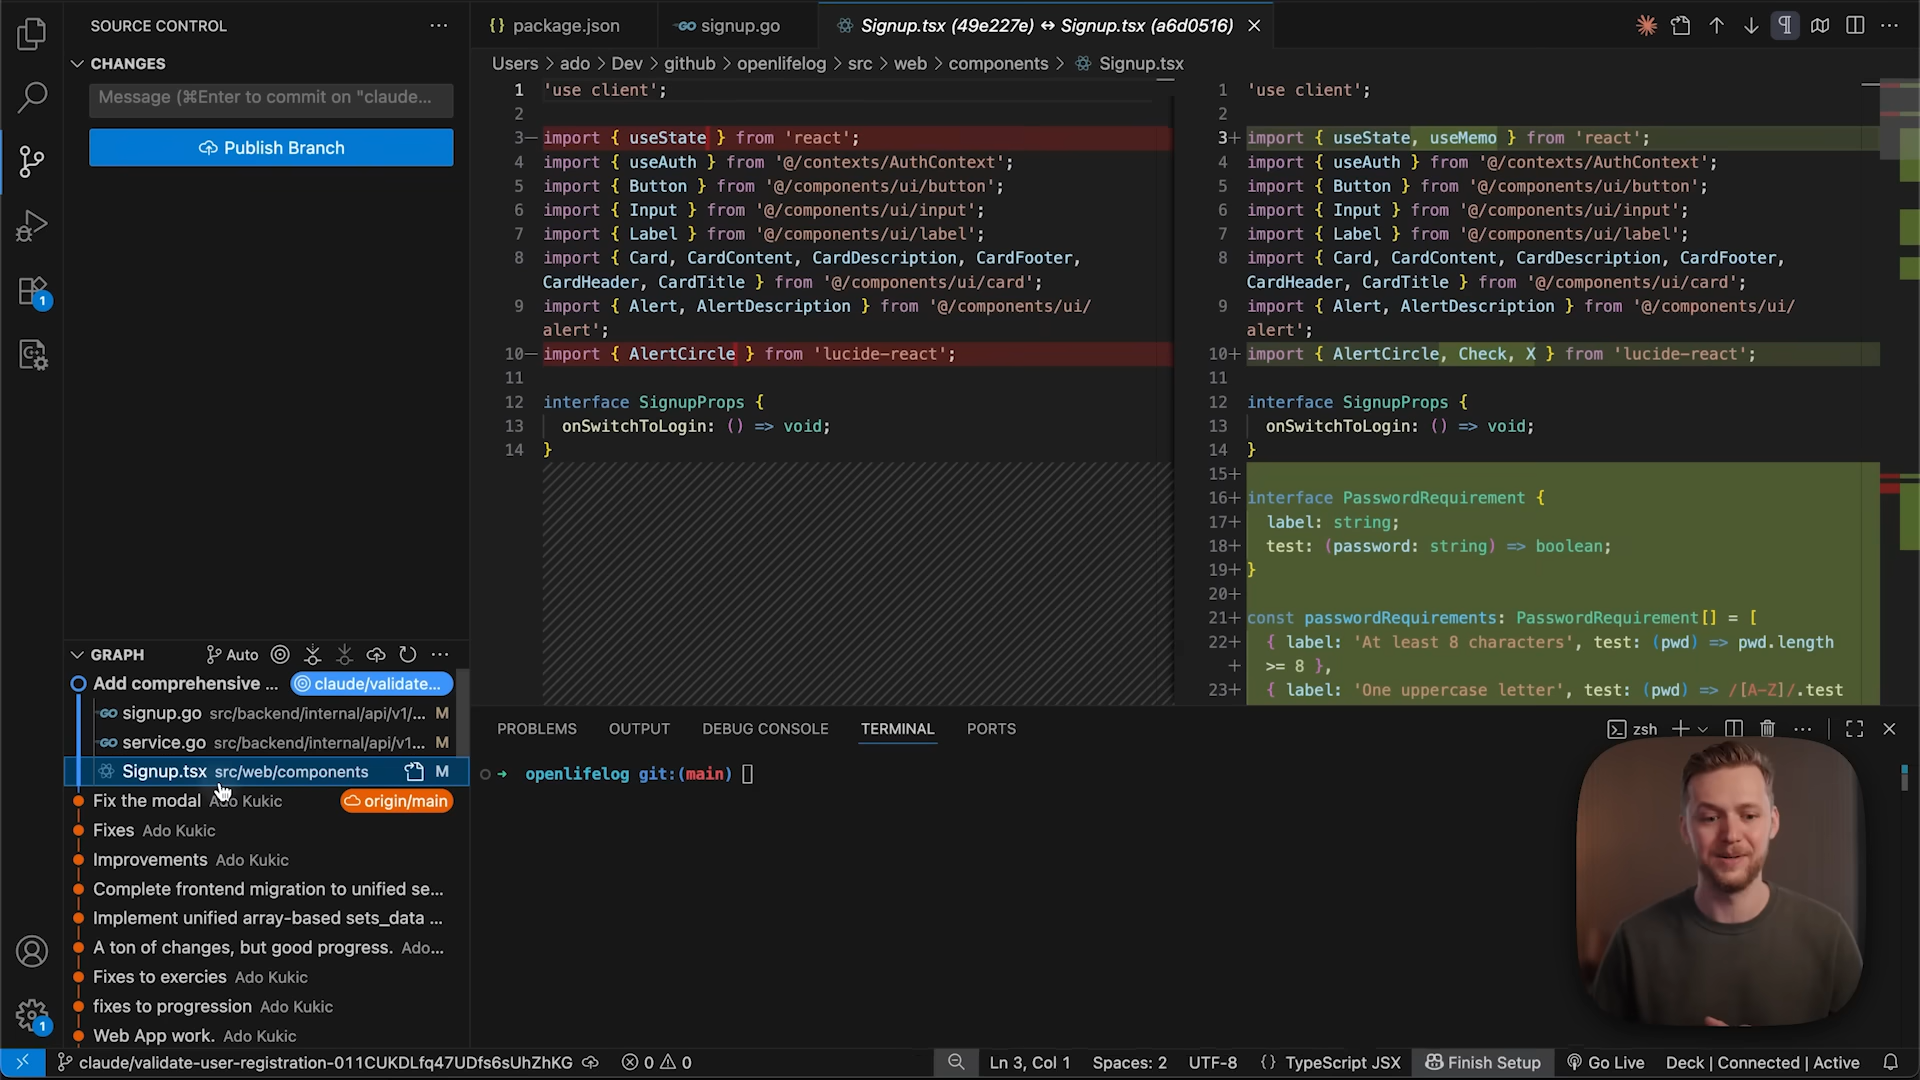 SOURCE CONTROL
CHANGES
Message (⌘Enter to commit on "claude...
Publish Branch
1
GRAPH
Auto
Add comprehensive ... claude/validate...
signup.go src/backend/internal/api/v1/... M
service.go src/backend/internal/api/v1... M
Signup.tsx src/web/components M
Fix the modal Ado Kukic origin/main
Fixes Ado Kukic
Improvements Ado Kukic
Complete frontend migration to unified se...
Implement unified array-based sets_data ...
A ton of changes, but good progress. Ado...
Fixes to exercies Ado Kukic
fixes to progression Ado Kukic
Web App work. Ado Kukic
1
{} package.json
signup.go
Signup.tsx (49e227e) ↔ Signup.tsx (a6d0516)
Users > ado > Dev > github > openlifelog > src > web > components > Signup.tsx
1 'use client';
2
3— import { useState } from 'react';
4 import { useAuth } from '@/contexts/AuthContext';
5 import { Button } from '@/components/ui/button';
6 import { Input } from '@/components/ui/input';
7 import { Label } from '@/components/ui/label';
8 import { Card, CardContent, CardDescription, CardFooter,
CardHeader, CardTitle } from '@/components/ui/card';
9 import { Alert, AlertDescription } from '@/components/ui/
alert';
10— import { AlertCircle } from 'lucide-react';
11
12 interface SignupProps {
13 onSwitchToLogin: () => void;
14 }
1 'use client';
2
3+ import { useState, useMemo } from 'react';
4 import { useAuth } from '@/contexts/AuthContext';
5 import { Button } from '@/components/ui/button';
6 import { Input } from '@/components/ui/input';
7 import { Label } from '@/components/ui/label';
8 import { Card, CardContent, CardDescription, CardFooter,
CardHeader, CardTitle } from '@/components/ui/card';
9 import { Alert, AlertDescription } from '@/components/ui/
alert';
10+ import { AlertCircle, Check, X } from 'lucide-react';
11
12 interface SignupProps {
13 onSwitchToLogin: () => void;
14 }
15+
16+ interface PasswordRequirement {
17+ label: string;
18+ test: (password: string) => boolean;
19+ }
20+
21+ const passwordRequirements: PasswordRequirement[] = [
22+ { label: 'At least 8 characters', test: (pwd) => pwd.length
+ >= 8 },
23+ { label: 'One uppercase letter', test: (pwd) => /[A-Z]/.test
PROBLEMS OUTPUT DEBUG CONSOLE TERMINAL PORTS
zsh
→ openlifelog git:(main)
claude/validate-user-registration-011CUKDLfq47UDfs6sUhZhKG 0 0
Ln 3, Col 1 Spaces: 2 UTF-8 {} TypeScript JSX Finish Setup Go Live Deck | Connected | Active